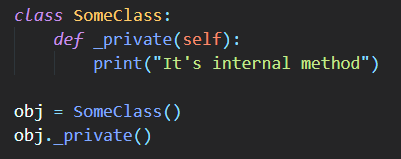 class SomeClass:
    def _private(self):
        print("It's internal method")

obj = SomeClass()
obj._private()